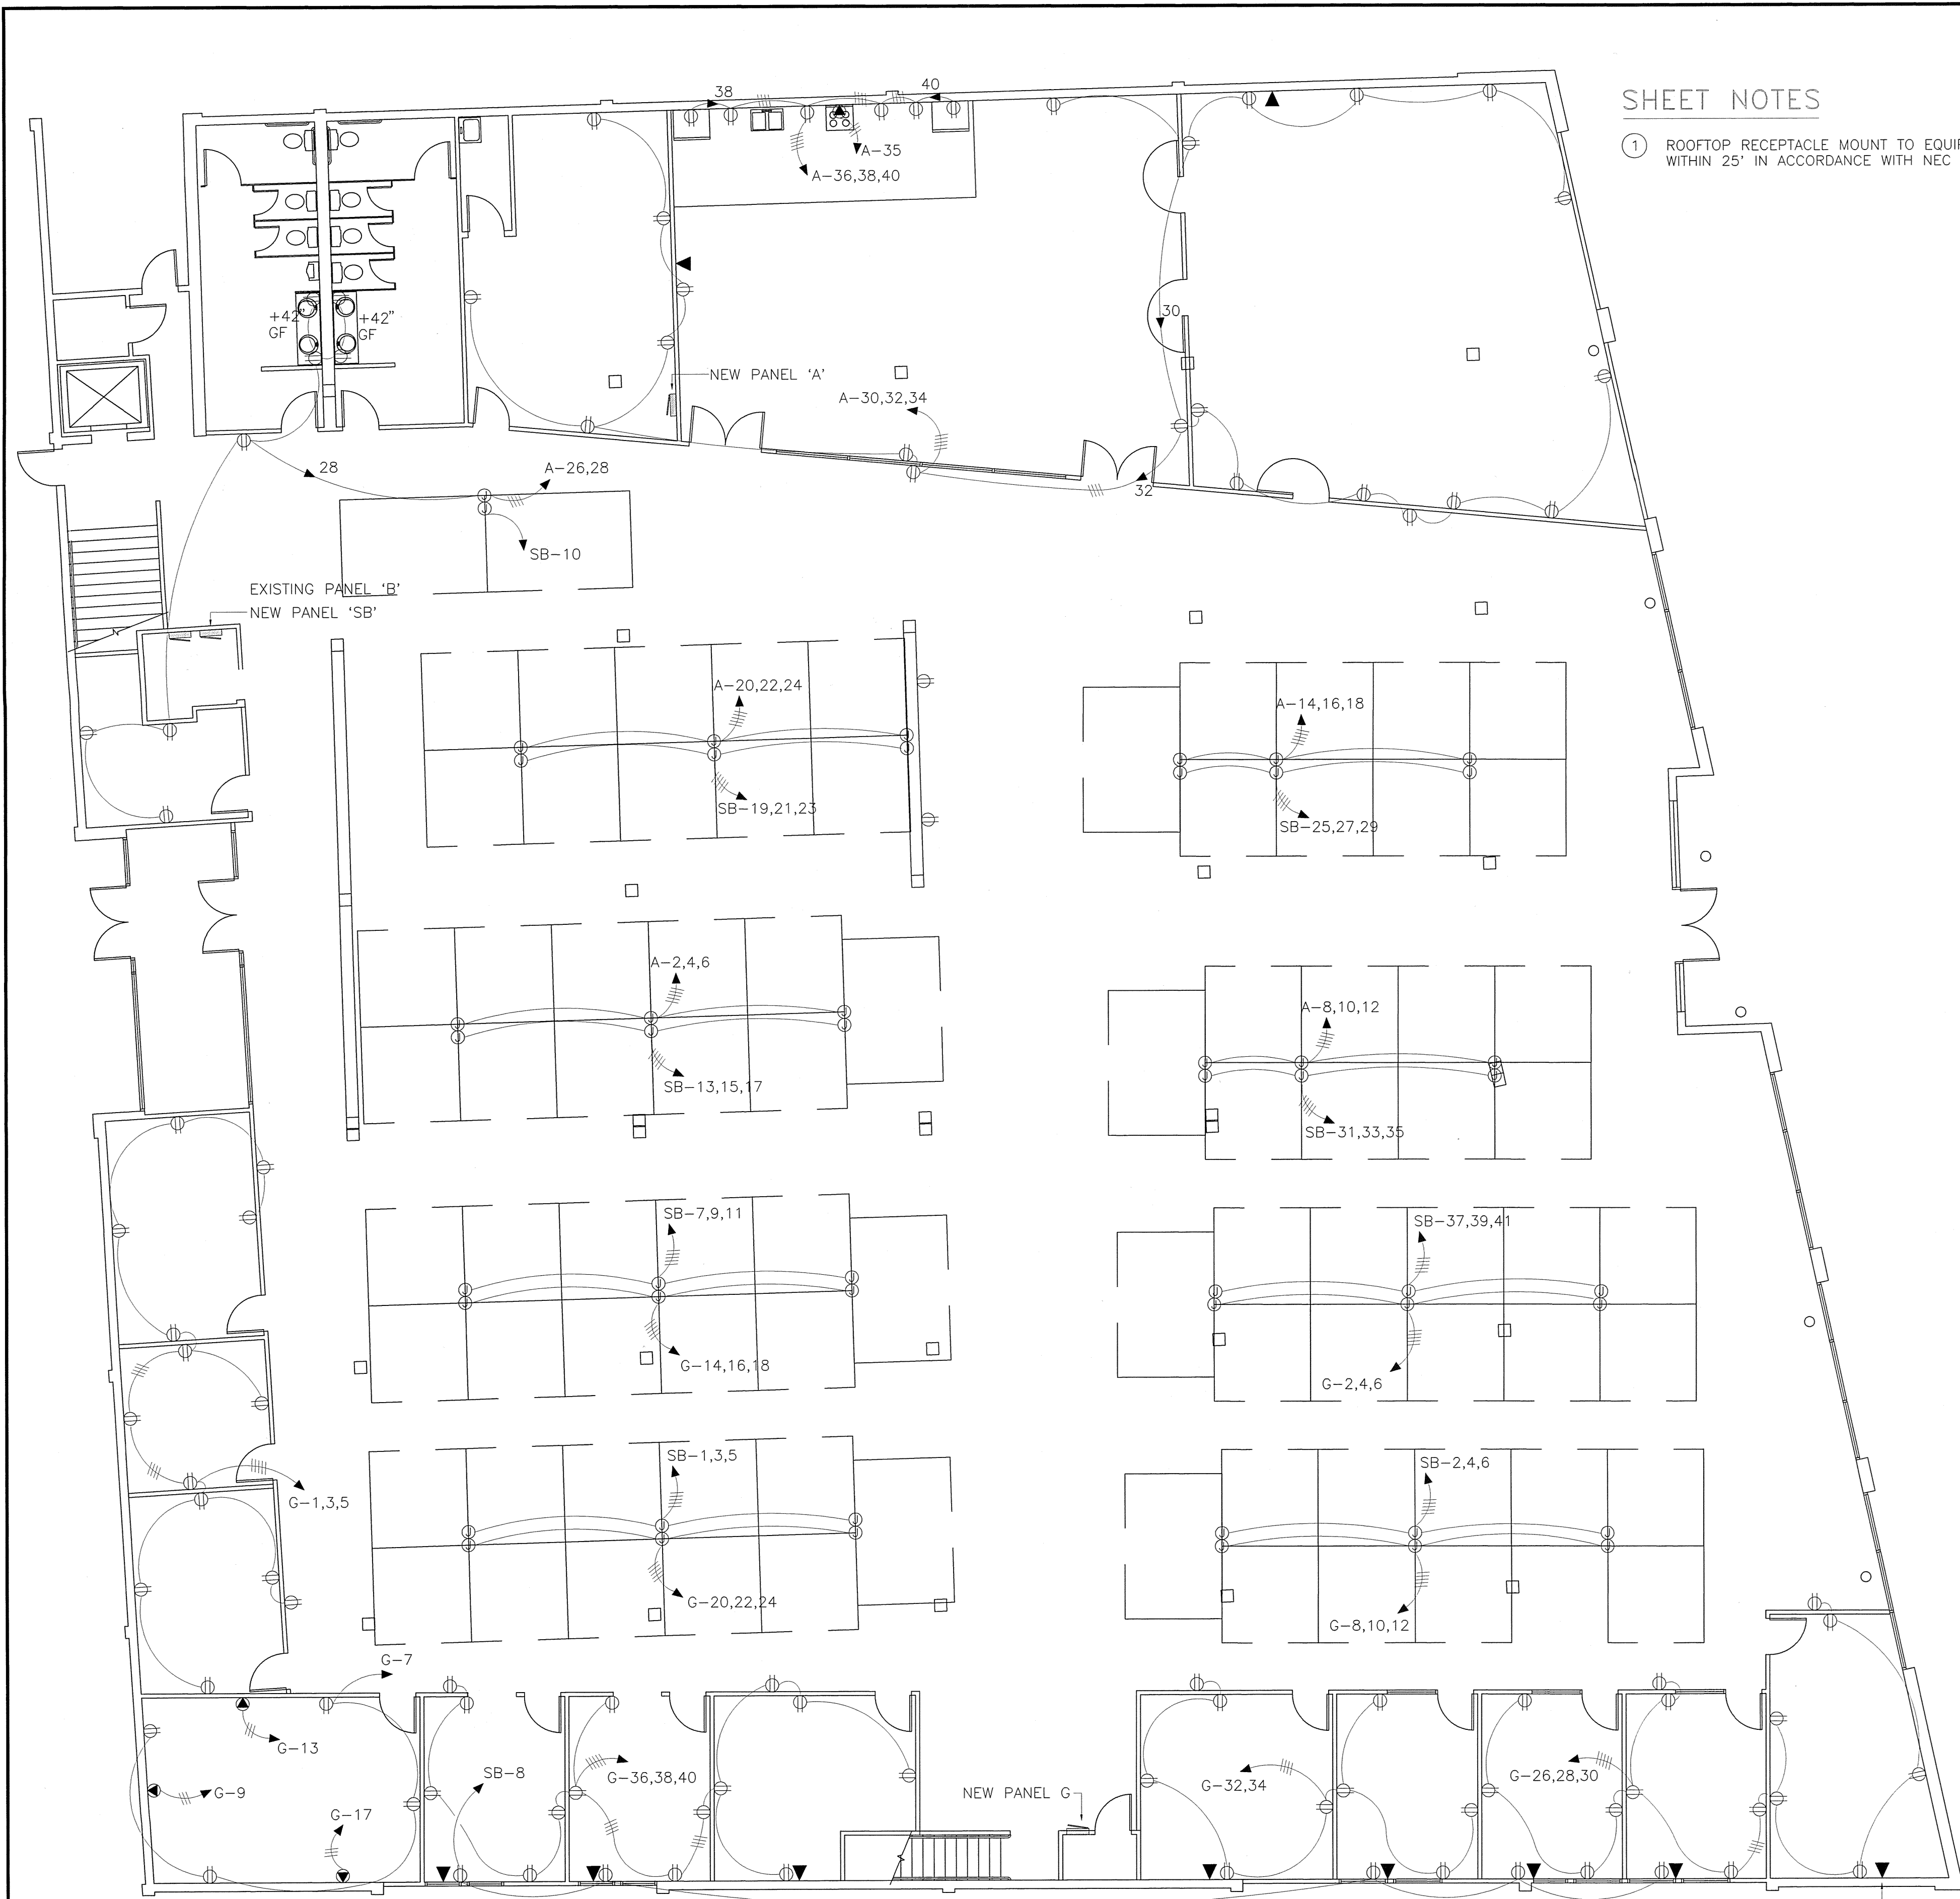 SHEET NOTES
1 ROOFTOP RECEPTACLE MOUNT TO
WITHIN 25' IN ACCORDANCE WITH NEC
38
40
A-35
A-36,38,40
+42"
GF
+42"
GF
30
NEW PANEL 'A'
A-30,32,34
28
A-26,28
32
SB-10
EXISTING PANEL 'B'
NEW PANEL 'SB'
A-20,22,24
A-14,16,18
SB-19,21,23
SB-25,27,29
A-2,4,6
A-8,10,12
SB-13,15,17
SB-31,33,35
SB-7,9,11
SB-37,39,41
G-14,16,18
G-2,4,6
SB-1,3,5
SB-2,4,6
G-1,3,5
G-20,22,24
G-8,10,12
G-7
G-13
SB-8
G-36,38,40
G-32,34
G-26,28,30
G-9
NEW PANEL G
G-17